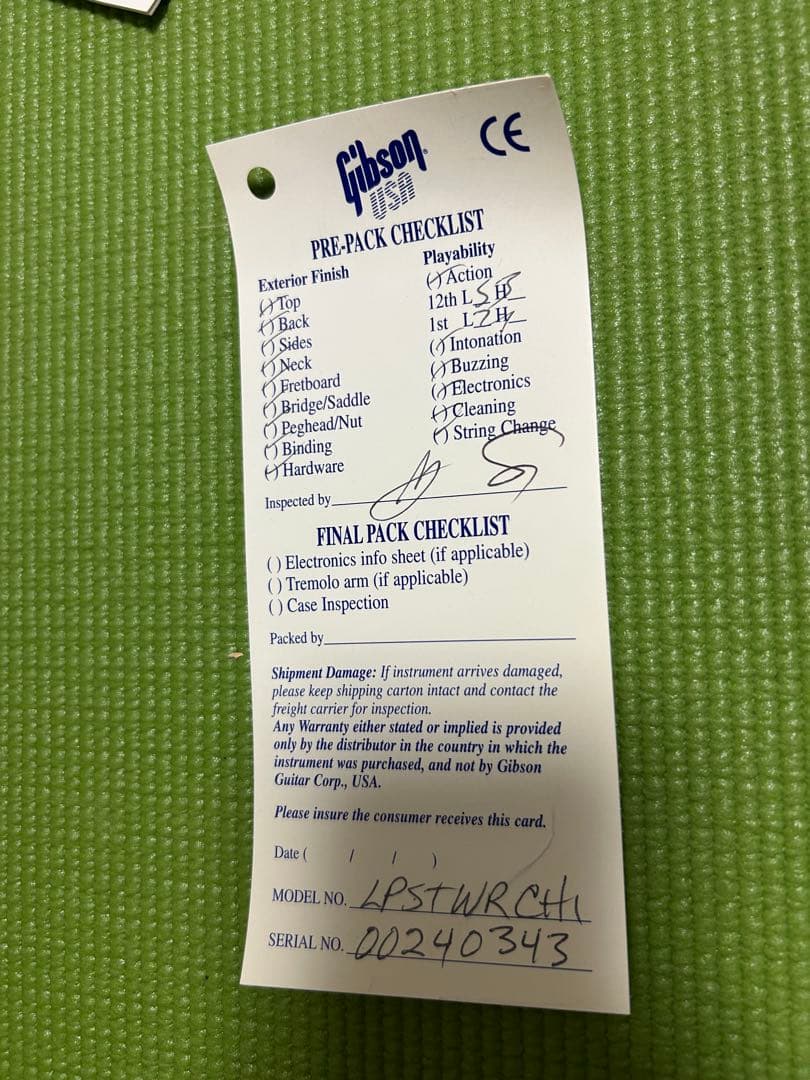 Gibson
USA
CE
PRE-PACK CHECKLIST
Exterior Finish
( ) Top
( ) Back
( ) Sides
( ) Neck
( ) Fretboard
( ) Bridge/Saddle
( ) Peghead/Nut
( ) Binding
( ) Hardware
Playability
( ) Action
12th L 5 H
1st L 2 H
( ) Intonation
( ) Buzzing
( ) Electronics
( ) Cleaning
( ) String Change
Inspected by
FINAL PACK CHECKLIST
( ) Electronics info sheet (if applicable)
( ) Tremolo arm (if applicable)
( ) Case Inspection
Packed by
Shipment Damage: If instrument arrives damaged,
please keep shipping carton intact and contact the
freight carrier for inspection.
Any Warranty either stated or implied is provided
only by the distributor in the country in which the
instrument was purchased, and not by Gibson
Guitar Corp., USA.
Please insure the consumer receives this card.
Date ( / / )
MODEL NO. LPSTWRCH1
SERIAL NO. 00240343